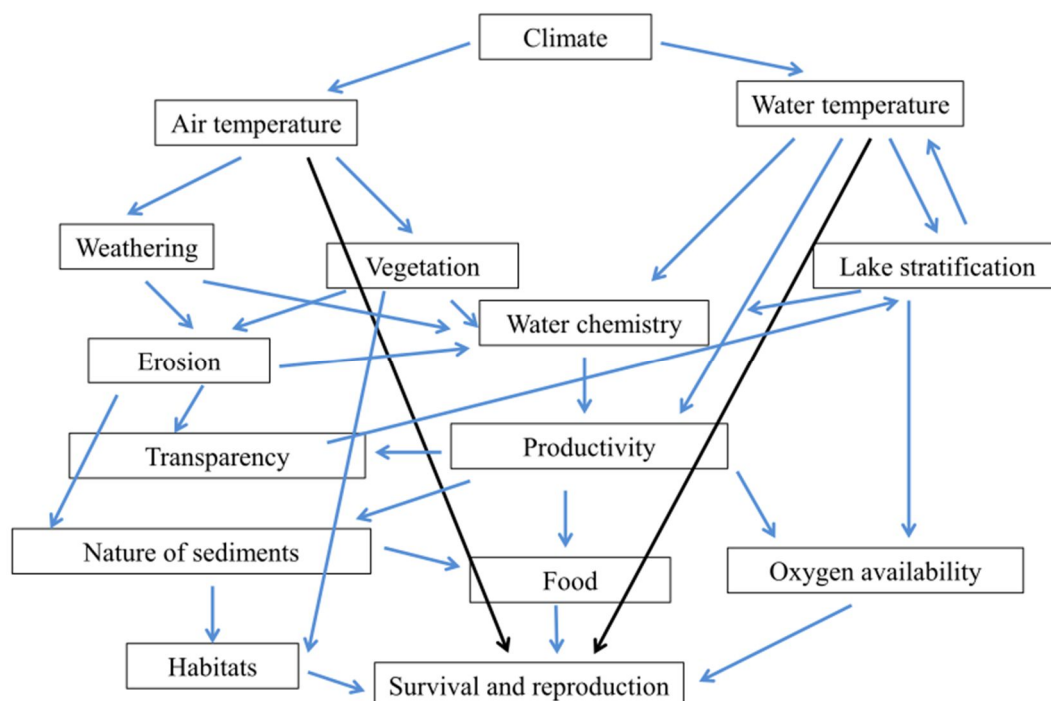 Climate
Water temperature
Air temperature
Weathering
Vegetation
Lake stratification
Water chemistry
Erosion
Transparency
Productivity
Nature of sediments
Food
Oxygen availability
Habitats
Survival and reproduction